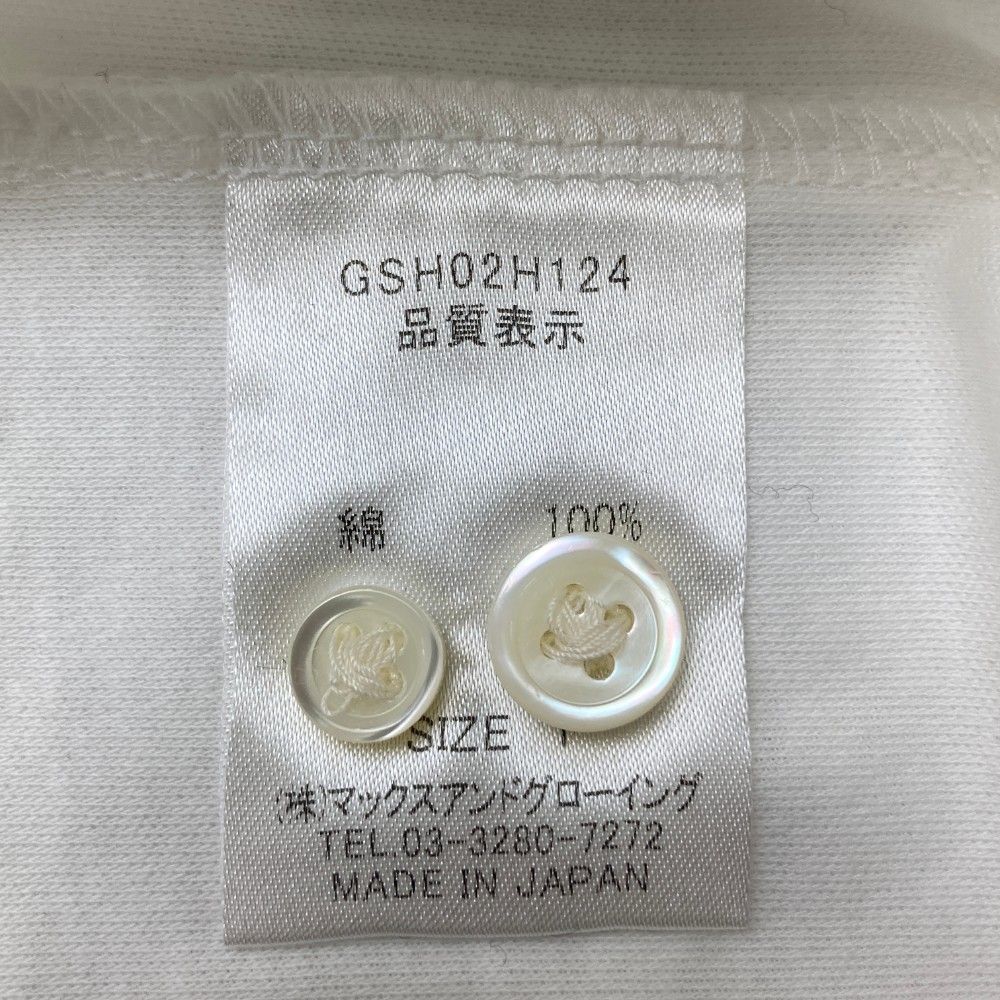 GSH02H124
品質表示
綿 100%
SIZE
(株)マックスアンドグローイング
TEL.03-3280-7272
MADE IN JAPAN